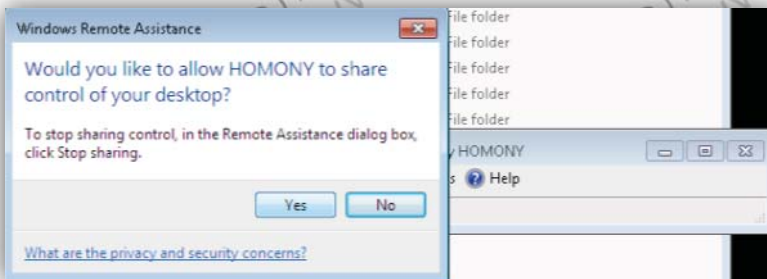 Windows Remote Assistance
Would you like to allow HOMONY to share
control of your desktop?
To stop sharing control, in the Remote Assistance dialog box,
click Stop sharing.
Yes
No
What are the privacy and security concerns?
File folder
File folder
File folder
File folder
File folder
HOMONY
Help